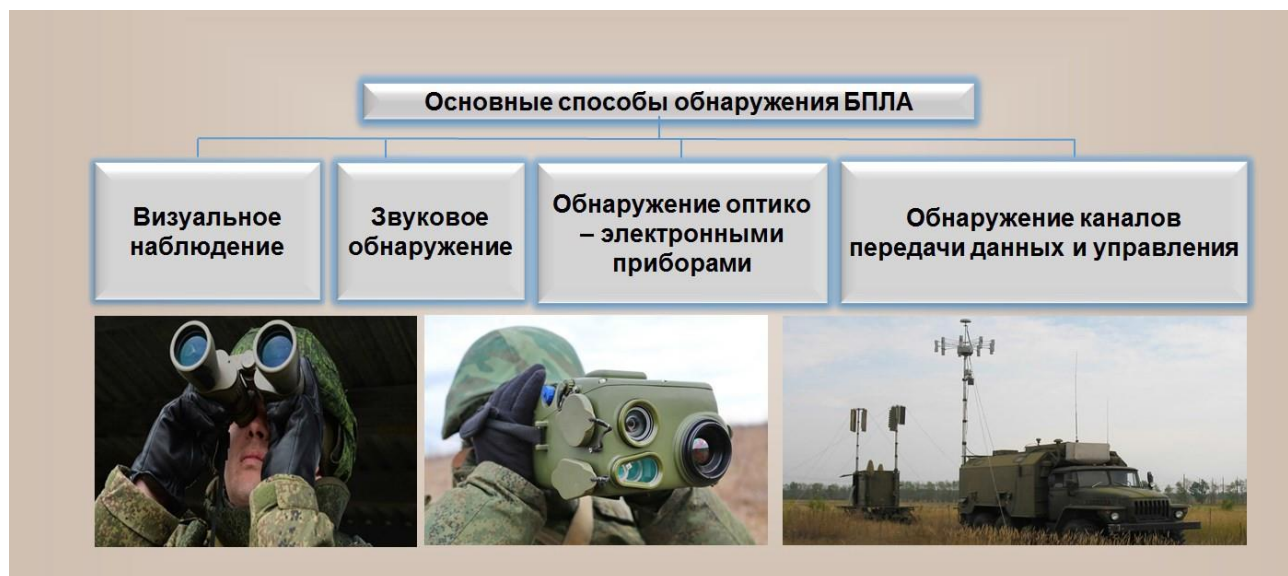 Основные способы обнаружения БПЛА
Визуальное
наблюдение
Звуковое
обнаружение
Обнаружение оптико
– электронными
приборами
Обнаружение каналов
передачи данных и управления